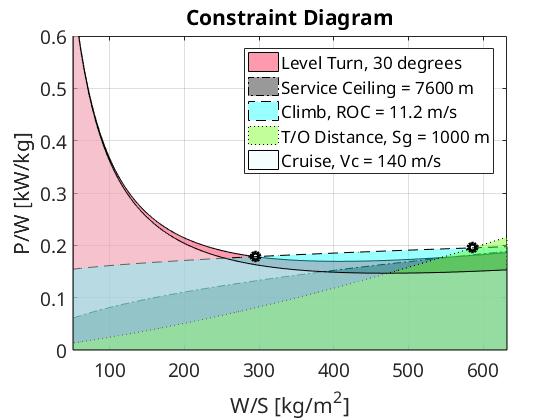 Constraint Diagram
0.6
0.5
0.4
0.3
0.2
0.1
0
P/W [kW/kg]
Level Turn, 30 degrees
Service Ceiling = 7600 m
Climb, ROC = 11.2 m/s
T/O Distance, Sg = 1000 m
Cruise, Vc = 140 m/s
100 200 300 400 500 600
W/S [kg/m²]